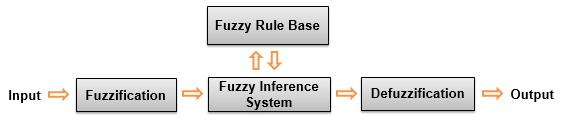 Fuzzy Rule Base
Input
Fuzzification
Fuzzy Inference
System
Defuzzification
Output